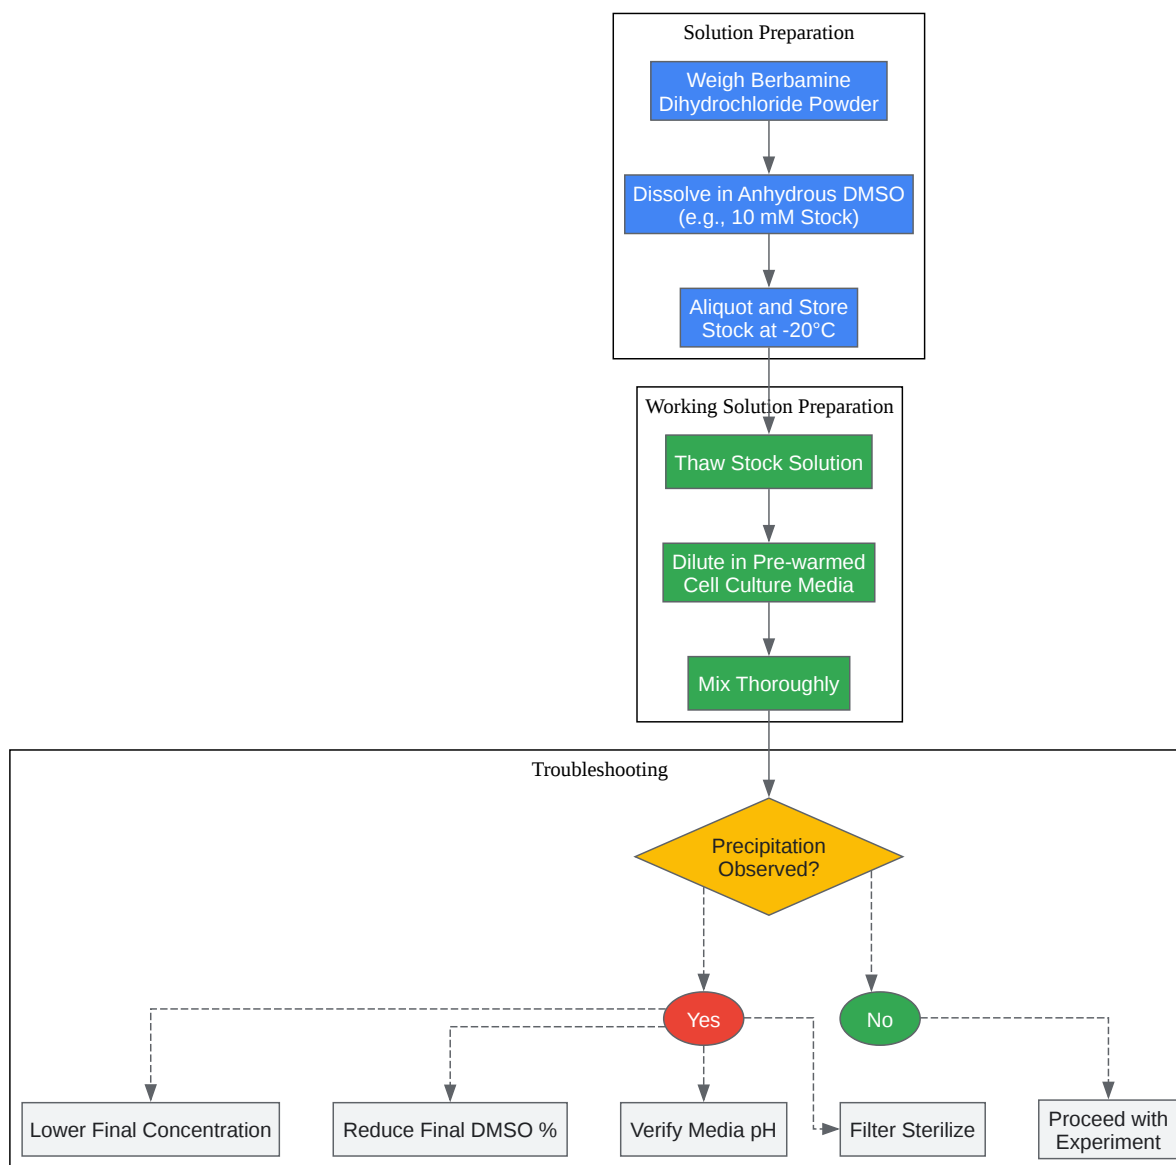 Solution Preparation
Weigh Berbamine
Dihydrochloride Powder
Dissolve in Anhydrous DMSO
(e.g., 10 mM Stock)
Aliquot and Store
Stock at -20°C
Working Solution Preparation
Thaw Stock Solution
Dilute in Pre-warmed
Cell Culture Media
Mix Thoroughly
Troubleshooting
Precipitation
Observed?
Yes
No
Lower Final Concentration
Reduce Final DMSO %
Verify Media pH
Filter Sterilize
Proceed with
Experiment